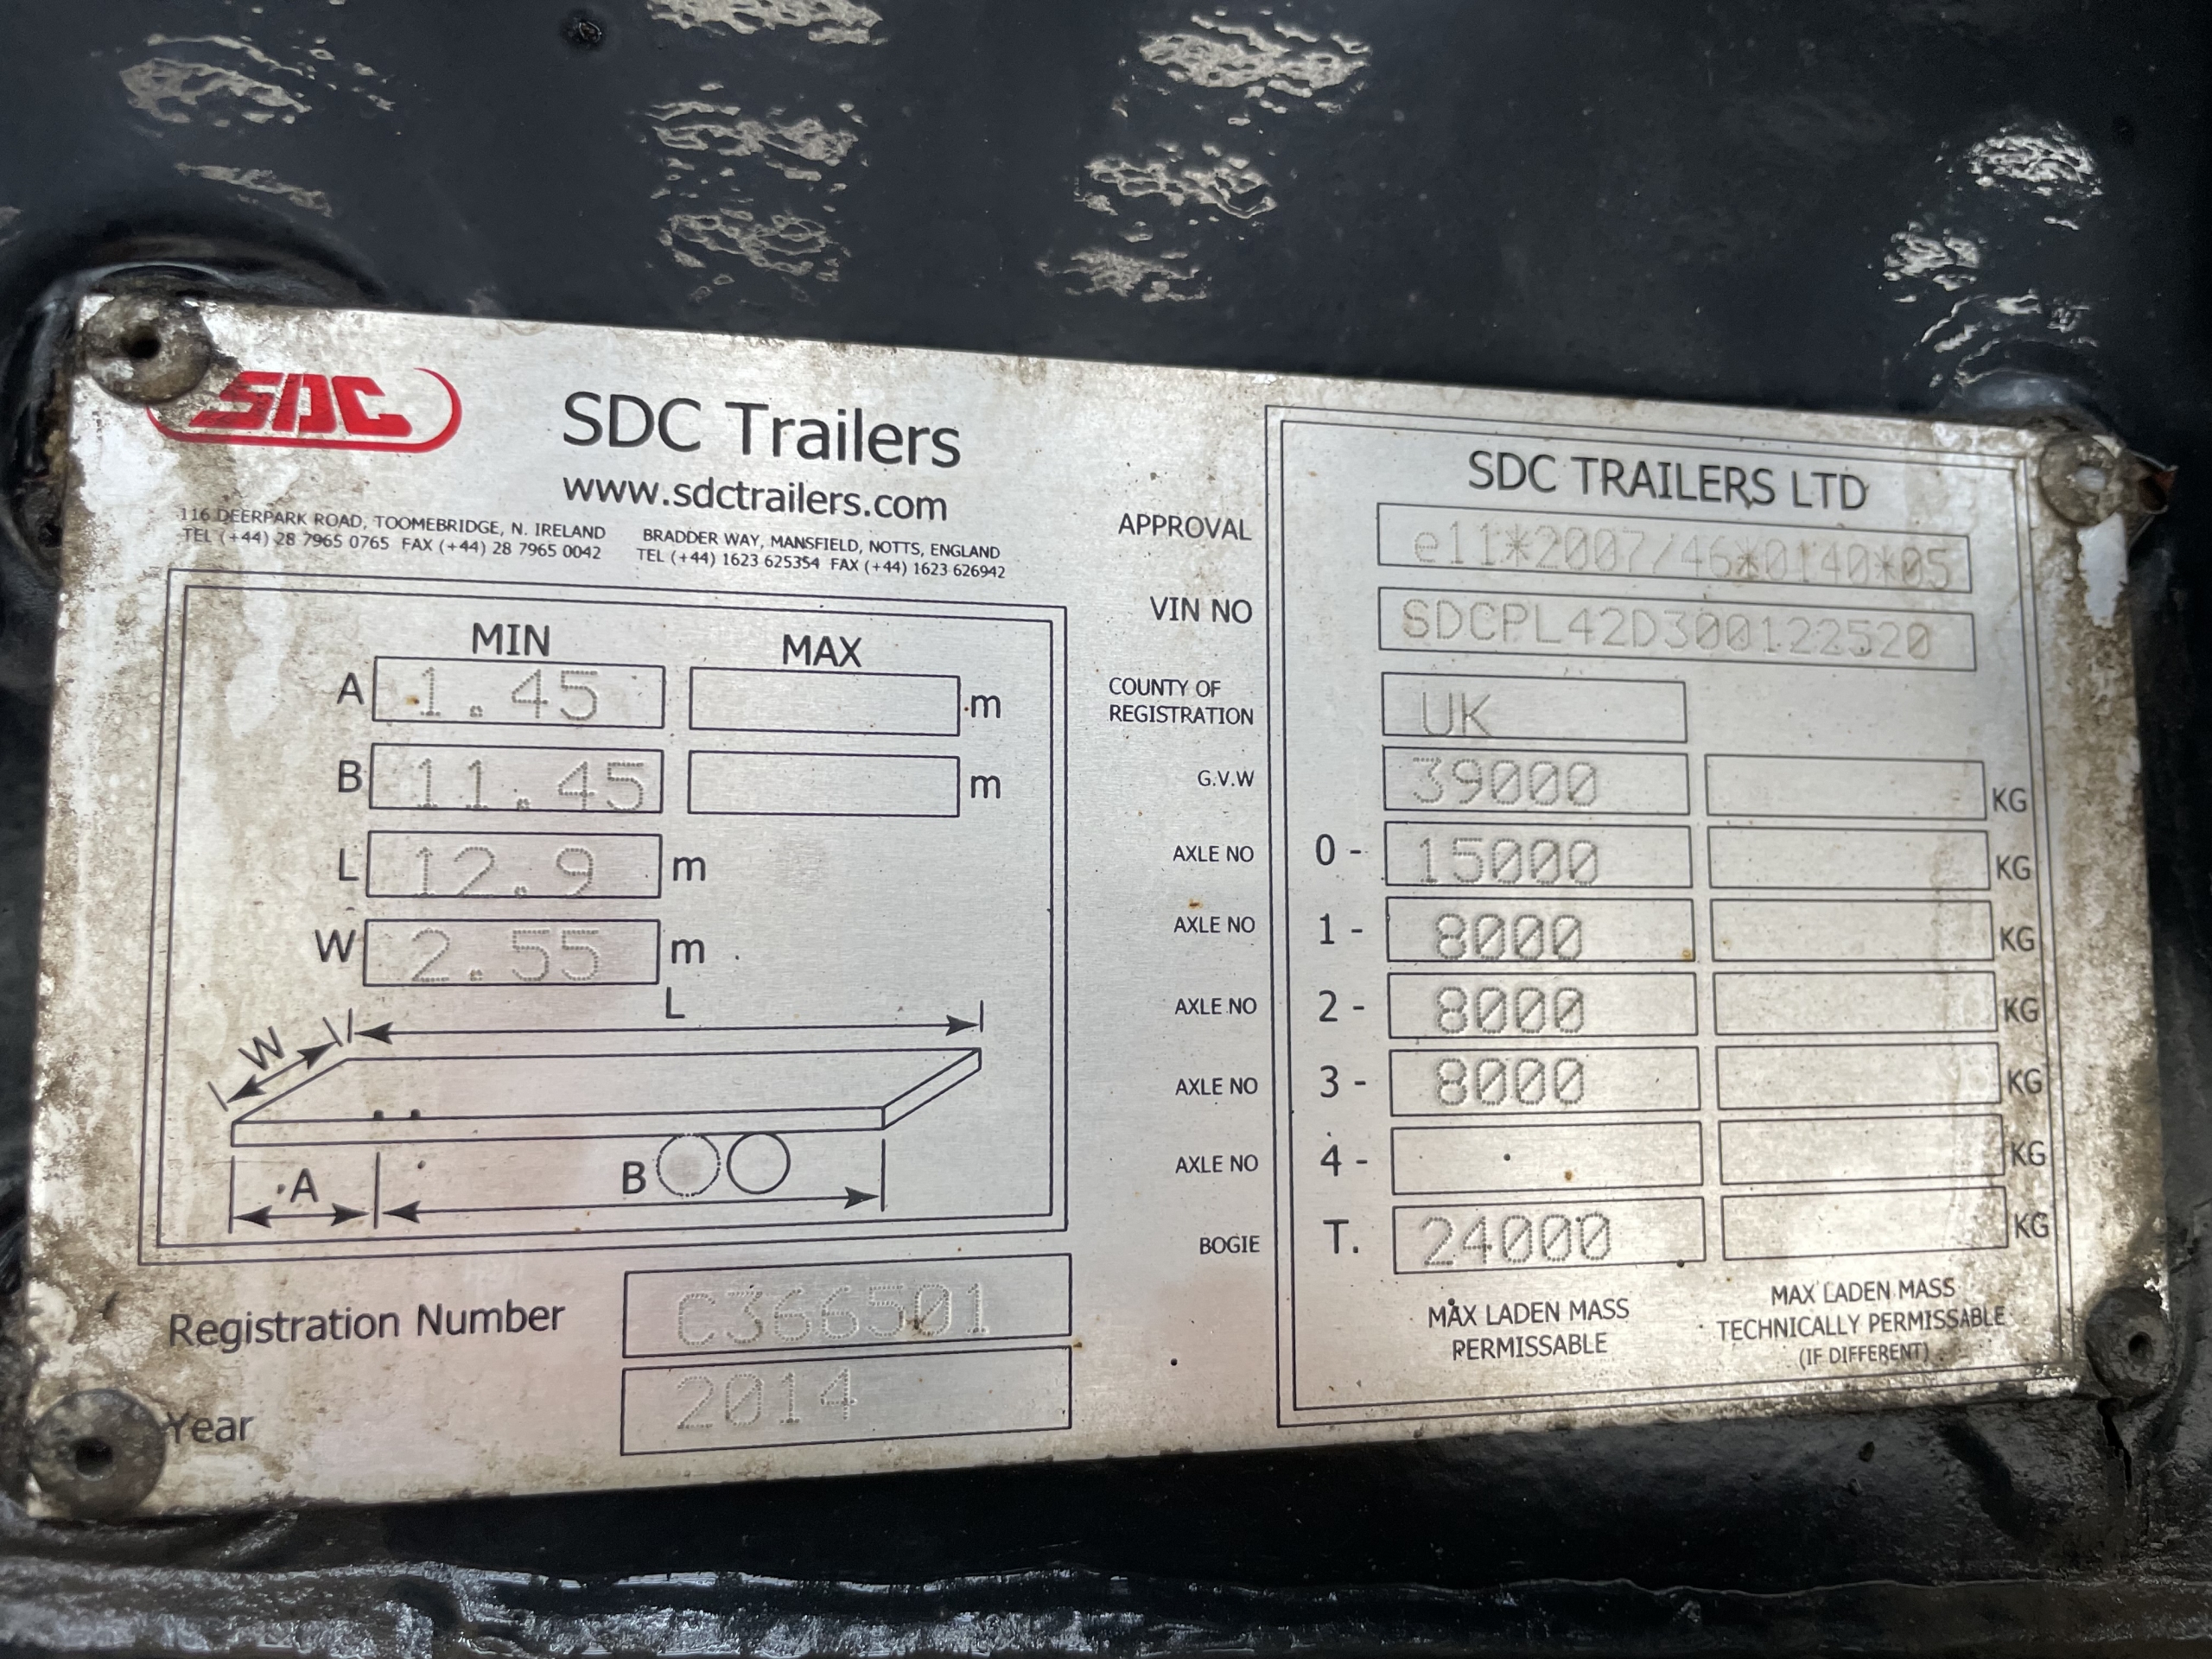 SDC
SDC Trailers
www.sdctrailers.com
116 DEERPARK ROAD, TOOMEBRIDGE, N. IRELAND
TEL (+44) 28 7965 0765 FAX (+44) 28 7965 0042
BRADDER WAY, MANSFIELD, NOTTS, ENGLAND
TEL (+44) 1623 625354 FAX (+44) 1623 626942
MIN MAX
A 1.45 m
B 11.45 m
L 12.9 m
W 2.55 m
L
W
A
B
Registration Number C366501
Year 2014
SDC TRAILERS LTD
APPROVAL e11*2007/46*0140*05
VIN NO SDCPL42D300122520
COUNTY OF
REGISTRATION UK
G.V.W 39000 KG
AXLE NO 0 - 15000 KG
AXLE NO 1 - 8000 KG
AXLE NO 2 - 8000 KG
AXLE NO 3 - 8000 KG
AXLE NO 4 - KG
BOGIE T. 24000 KG
MAX LADEN MASS
PERMISSABLE
MAX LADEN MASS
TECHNICALLY PERMISSABLE
(IF DIFFERENT)